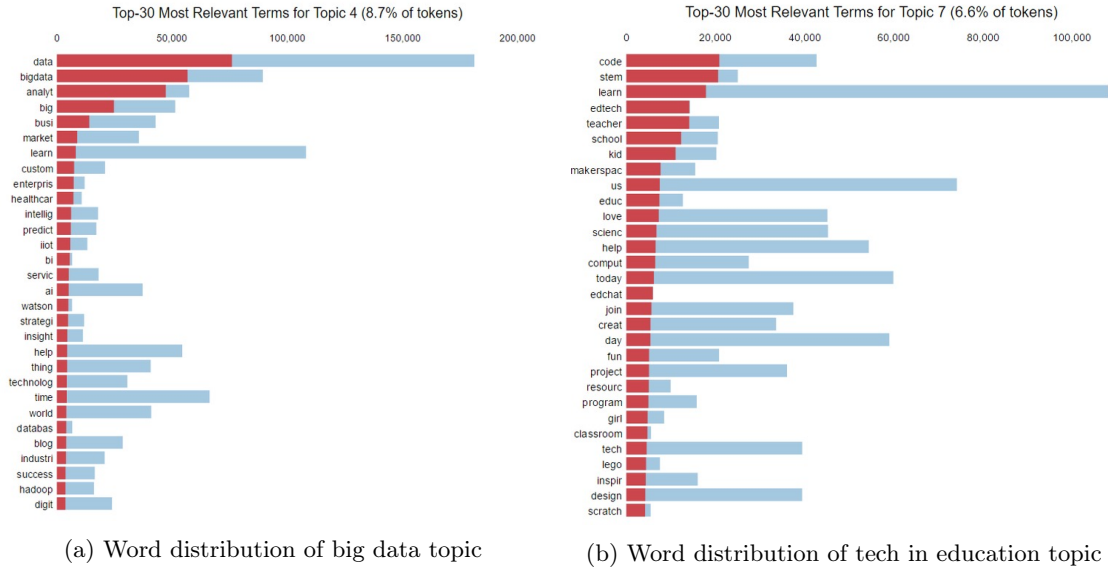 Top-30 Most Relevant Terms for Topic 4 (8.7% of tokens)
0 50,000 100,000 150,000 200,000
data
bigdata
analyt
big
busi
market
learn
custom
enterpris
healthcar
intellig
predict
iiot
bi
servic
ai
watson
strategi
insight
help
thing
technolog
time
world
databas
blog
industri
success
hadoop
digit
(a) Word distribution of big data topic
Top-30 Most Relevant Terms for Topic 7 (6.6% of tokens)
0 20,000 40,000 60,000 80,000 100,000
code
stem
learn
edtech
teacher
school
kid
makerspac
us
educ
love
scienc
help
comput
today
edchat
join
creat
day
fun
project
resourc
program
girl
classroom
tech
lego
inspir
design
scratch
(b) Word distribution of tech in education topic